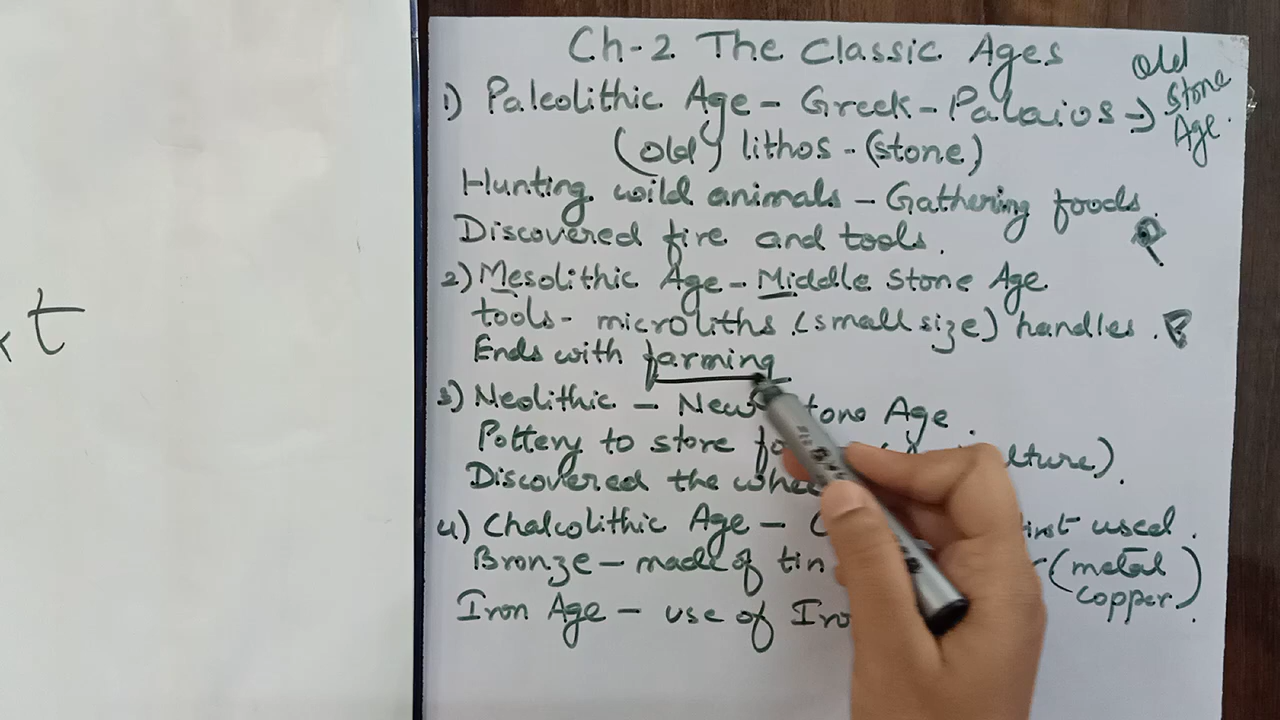 t
Ch-2 The Classic Ages
1) Paleolithic Age - Greek - Palaios → Old Stone Age.
(old) lithos - (stone)
Hunting wild animals - Gathering foods.
Discovered fire and tools.
2) Mesolithic Age - Middle Stone Age
tools - microliths (small size) handles.
Ends with farming
3) Neolithic - New Stone Age.
Pottery to store
Discovered the
4) Chalcolithic Age - first used.
Bronze - made of tin (metal copper.)
Iron Age - use of